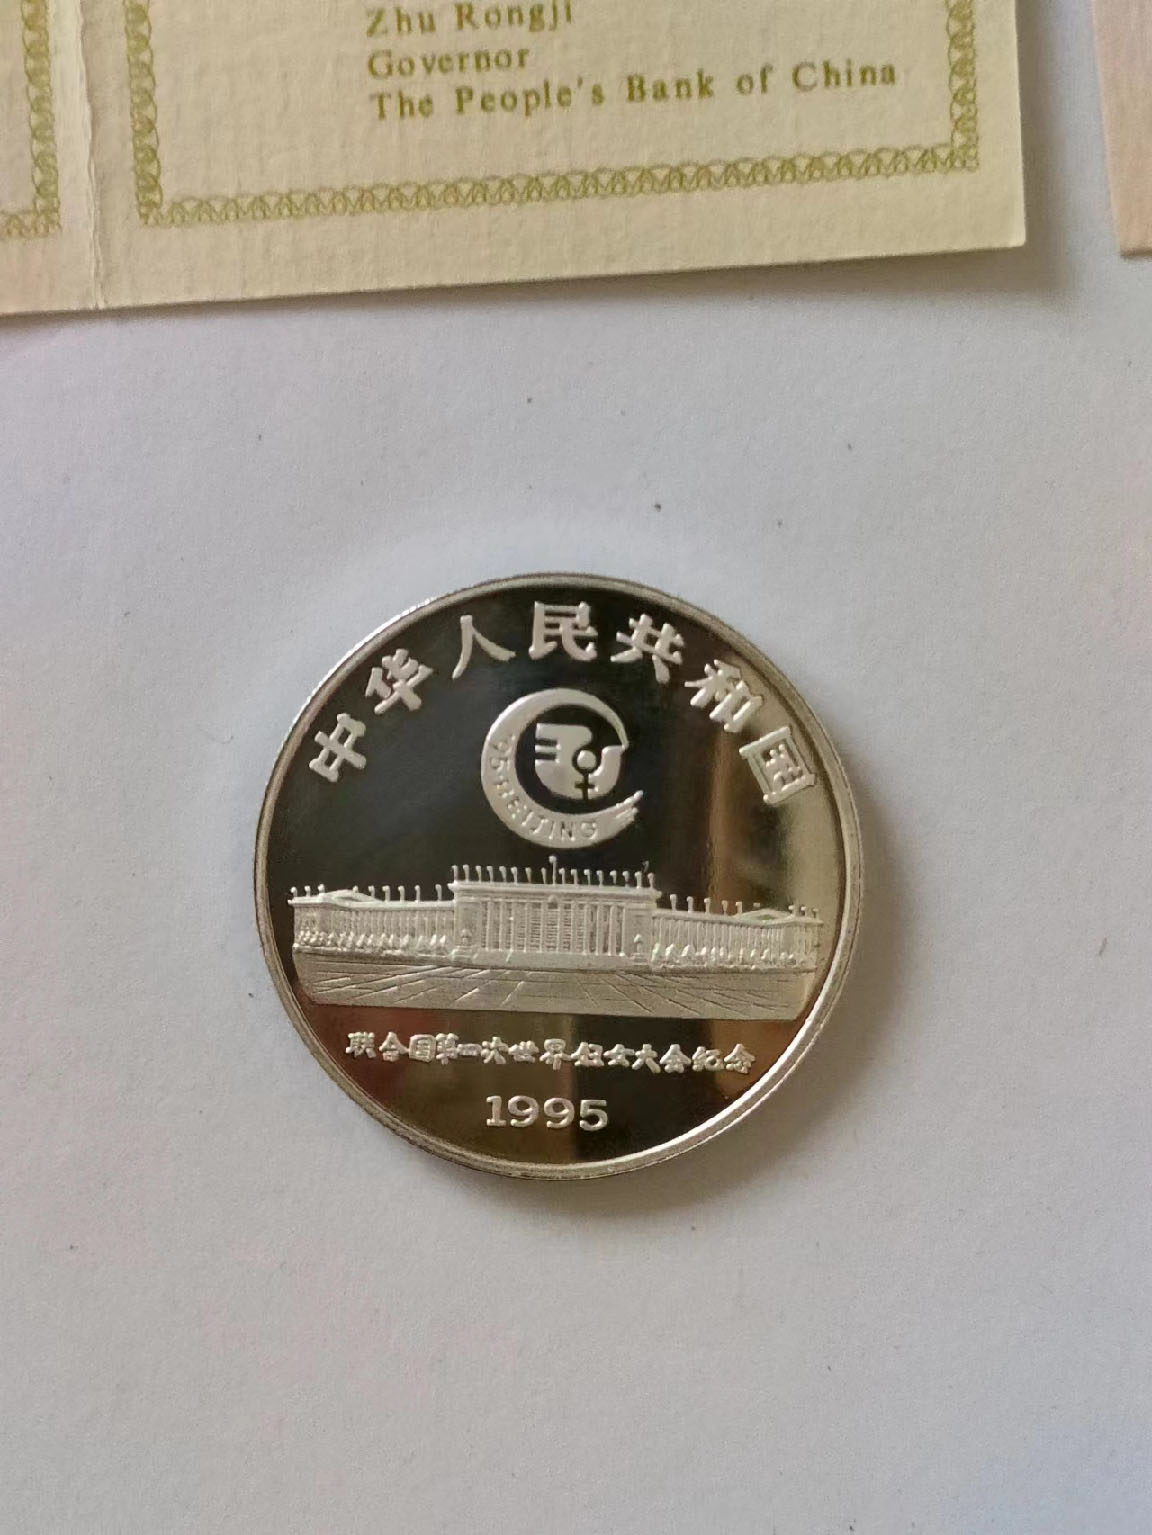 Zhu Rongji
Governor
The People's Bank of China
中华人民共和国
'95·BEIJING
联合国第四次世界妇女大会纪念
1995